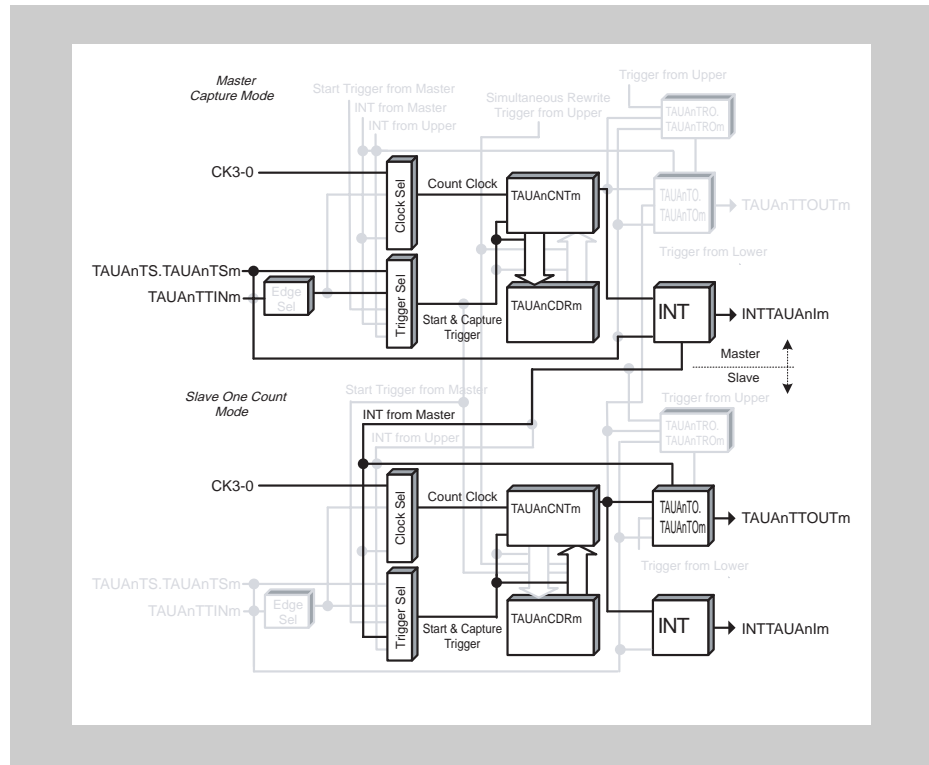 Master
Capture Mode
Start Trigger from Master
INT from Master
INT from Upper
Simultaneous Rewrite
Trigger from Upper
Trigger from Upper
TAUAnTRO.
TAUAnTROm
CK3-0
Clock Sel
Count Clock
TAUAnCNTm
TAUAnTO.
TAUAnTOm
TAUAnTTOUTm
Trigger from Lower
TAUAnTS.TAUAnTSm
TAUAnTTINm
Edge
Sel
Trigger Sel
Start & Capture
Trigger
TAUAnCDRm
INT
INTTAUAnIm
Master
Slave
Slave One Count
Mode
Start Trigger from Master
INT from Master
INT from Upper
Trigger from Upper
TAUAnTRO.
TAUAnTROm
CK3-0
Clock Sel
Count Clock
TAUAnCNTm
TAUAnTO.
TAUAnTOm
TAUAnTTOUTm
Trigger from Lower
TAUAnTS.TAUAnTSm
TAUAnTTINm
Edge
Sel
Trigger Sel
Start & Capture
Trigger
TAUAnCDRm
INT
INTTAUAnIm